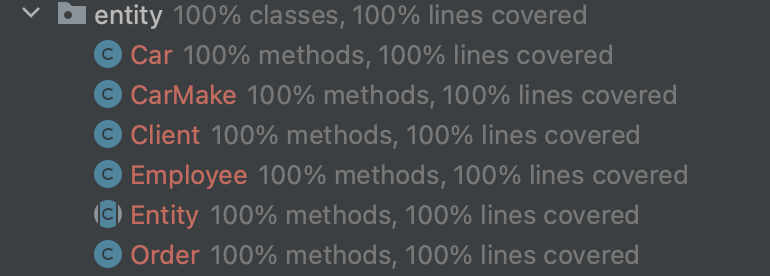 entity 100% classes, 100% lines covered
C Car 100% methods, 100% lines covered
C CarMake 100% methods, 100% lines covered
C Client 100% methods, 100% lines covered
C Employee 100% methods, 100% lines covered
C Entity 100% methods, 100% lines covered
C Order 100% methods, 100% lines covered